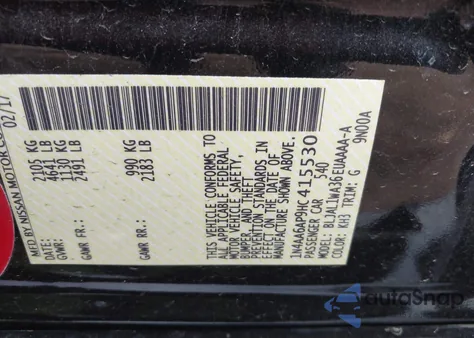 MFD BY NISSAN MOTOR CO 02/17
DATE:
GVWR: 2105 KG
4641 LB
GAWR FR: 1130 KG
2491 LB
GAWR RR: 990 KG
2183 LB
THIS VEHICLE CONFORMS TO
ALL APPLICABLE FEDERAL
MOTOR VEHICLE SAFETY,
BUMPER, AND THEFT
PREVENTION STANDARDS IN
EFFECT ON THE DATE OF
MANUFACTURE SHOWN ABOVE.
1N4AA6AP9HC415530
PASSENGER CAR 540
MODEL: BIJAL1WA36EUAAAA-A
COLOR: KH3 TRIM: G 9N00A
autoSnap